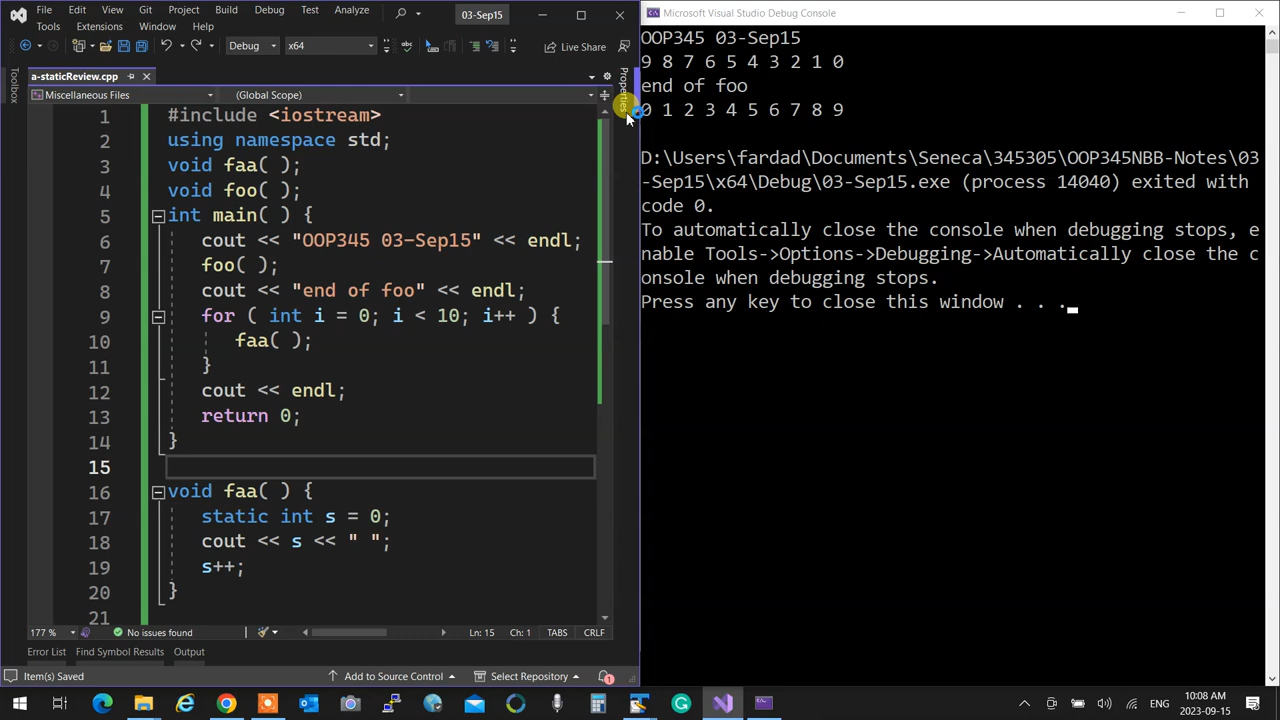 File Edit View Git Project Build Debug Test Analyze 03-Sep15
Tools Extensions Window Help
Debug x64 Live Share
a-staticReview.cpp
Miscellaneous Files (Global Scope)
Toolbox
Properties
1 #include <iostream>
2 using namespace std;
3 void faa( );
4 void foo( );
5 int main( ) {
6 cout << "OOP345 03-Sep15" << endl;
7 foo( );
8 cout << "end of foo" << endl;
9 for ( int i = 0; i < 10; i++ ) {
10 faa( );
11 }
12 cout << endl;
13 return 0;
14 }
15
16 void faa( ) {
17 static int s = 0;
18 cout << s << " ";
19 s++;
20 }
21
177 % No issues found Ln: 15 Ch: 1 TABS CRLF
Error List Find Symbol Results Output
Item(s) Saved Add to Source Control Select Repository 1
Microsoft Visual Studio Debug Console
OOP345 03-Sep15
9 8 7 6 5 4 3 2 1 0
end of foo
0 1 2 3 4 5 6 7 8 9
D:\Users\fardad\Documents\Seneca\345305\OOP345NBB-Notes\03
-Sep15\x64\Debug\03-Sep15.exe (process 14040) exited with
code 0.
To automatically close the console when debugging stops, e
nable Tools->Options->Debugging->Automatically close the c
onsole when debugging stops.
Press any key to close this window . . .
ENG
10:08 AM
2023-09-15